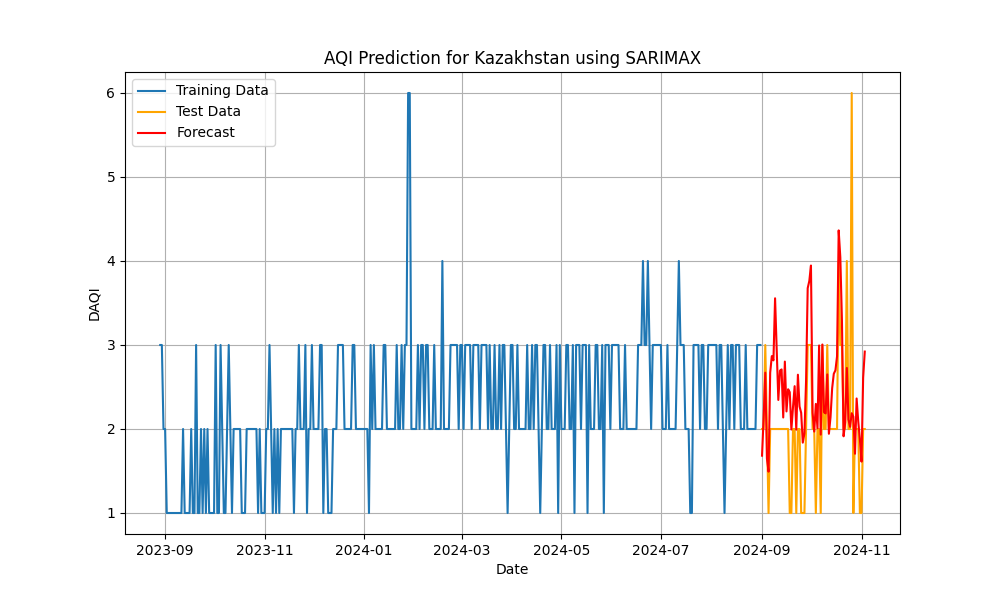 AQI Prediction for Kazakhstan using SARIMAX
Training Data
Test Data
Forecast
6
5
4
3
2
1
DAQI
2023-09
2023-11
2024-01
2024-03
2024-05
2024-07
2024-09
2024-11
Date